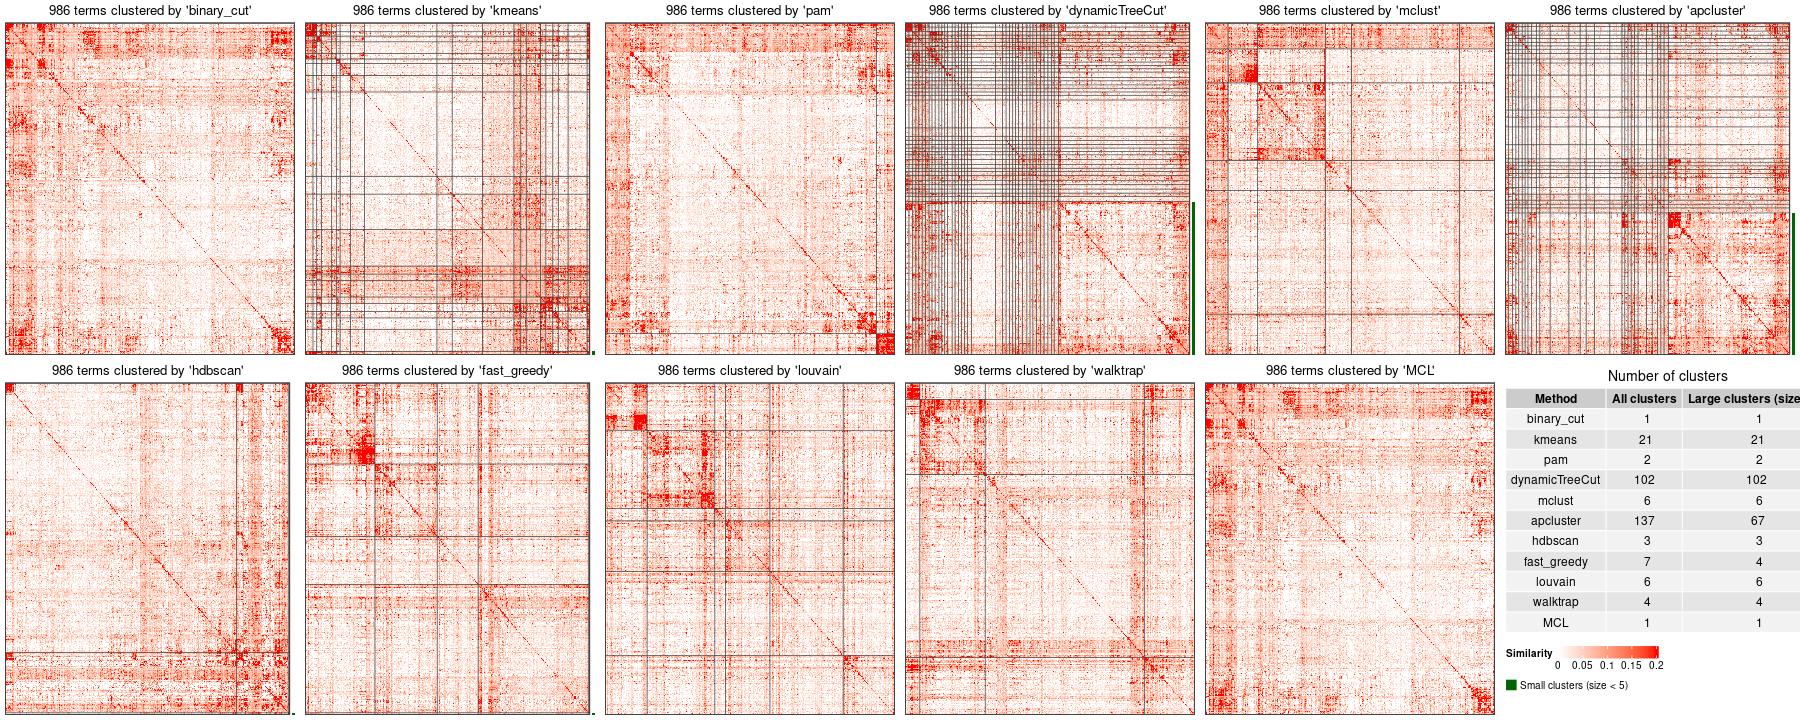 986 terms clustered by 'binary_cut'
986 terms clustered by 'kmeans'
986 terms clustered by 'pam'
986 terms clustered by 'dynamicTreeCut'
986 terms clustered by 'mclust'
986 terms clustered by 'apcluster'
986 terms clustered by 'hdbscan'
986 terms clustered by 'fast_greedy'
986 terms clustered by 'louvain'
986 terms clustered by 'walktrap'
986 terms clustered by 'MCL'
Number of clusters
Method All clusters Large clusters (size
binary_cut 1 1
kmeans 21 21
pam 2 2
dynamicTreeCut 102 102
mclust 6 6
apcluster 137 67
hdbscan 3 3
fast_greedy 7 4
louvain 6 6
walktrap 4 4
MCL 1 1
Similarity
0 0.05 0.1 0.15 0.2
Small clusters (size < 5)